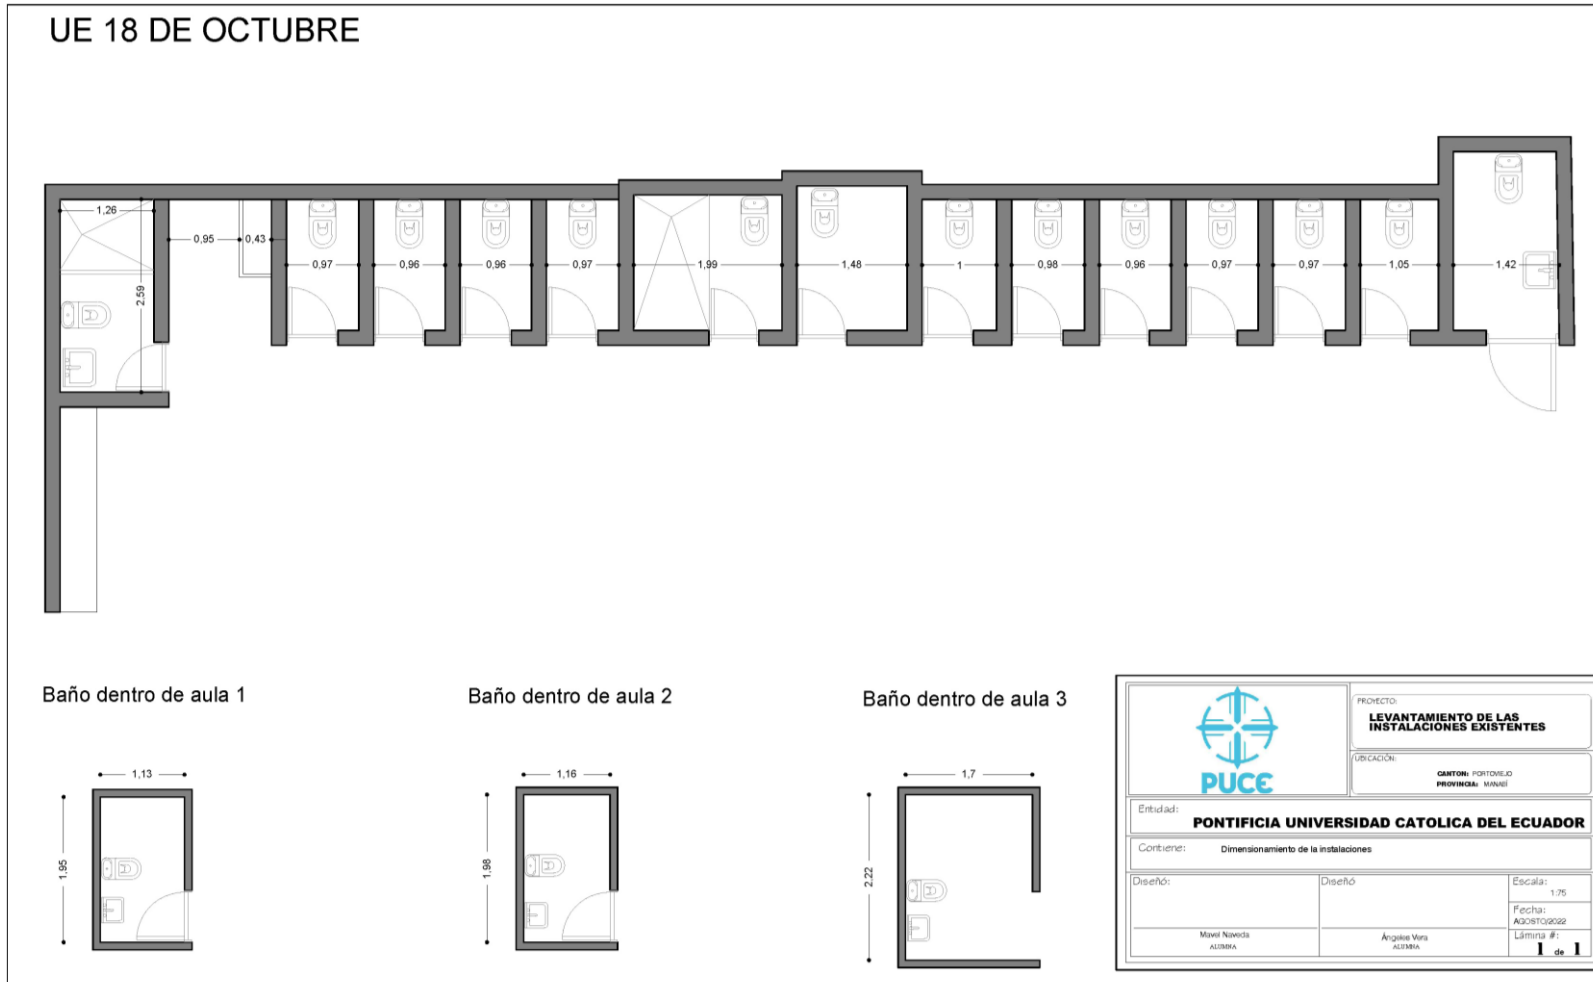 UE 18 DE OCTUBRE
1,26
0,95
0,43
2.59
0,97
0,96
0,96
0,97
1,99
1,48
1
0,98
0,96
0,97
0,97
1,05
1,42
Baño dentro de aula 1
Baño dentro de aula 2
Baño dentro de aula 3
1,13
1,95
1,16
1,98
1,7
2,22
PUCE
PROYECTO:
LEVANTAMIENTO DE LAS
INSTALACIONES EXISTENTES
UBICACIÓN:
CANTON: PORTOVIEJO
PROVINCIA: MANABÍ
Entidad:
PONTIFICIA UNIVERSIDAD CATOLICA DEL ECUADOR
Contiene: Dimensionamiento de la instalaciones
Diseñó:
Mavel Naveda
ALUMNA
Diseñó
Ángeles Vera
ALUMNA
Escala:
1:75
Fecha:
AGOSTO/2022
Lámina #:
1 de 1